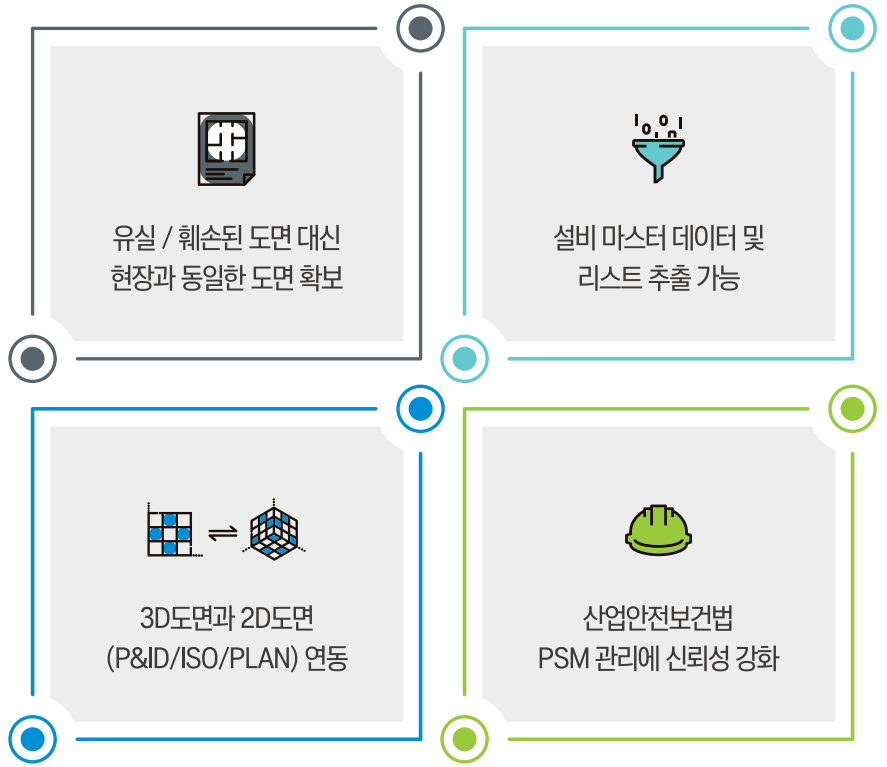 유실 / 훼손된 도면 대신
현장과 동일한 도면 확보
설비 마스터 데이터 및
리스트 추출 가능
3D도면과 2D도면
(P&ID/ISO/PLAN) 연동
산업안전보건법
PSM 관리에 신뢰성 강화